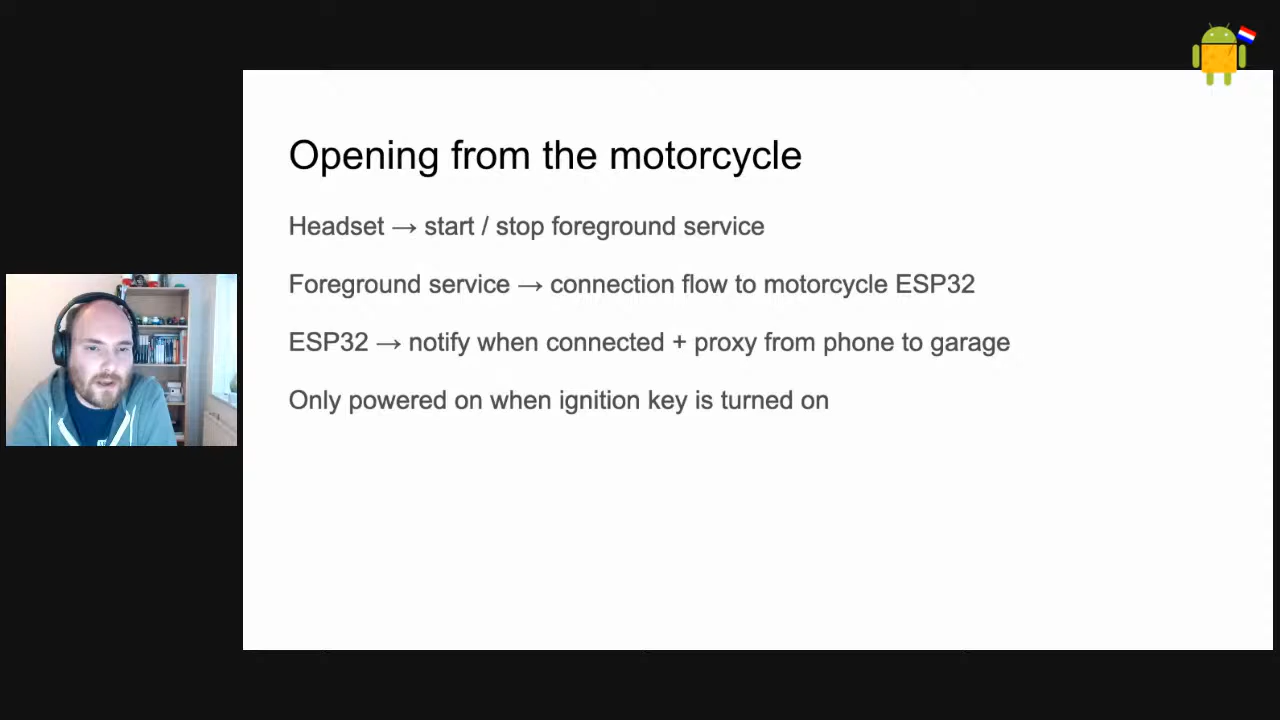 Opening from the motorcycle
Headset → start / stop foreground service
Foreground service → connection flow to motorcycle ESP32
ESP32 → notify when connected + proxy from phone to garage
Only powered on when ignition key is turned on